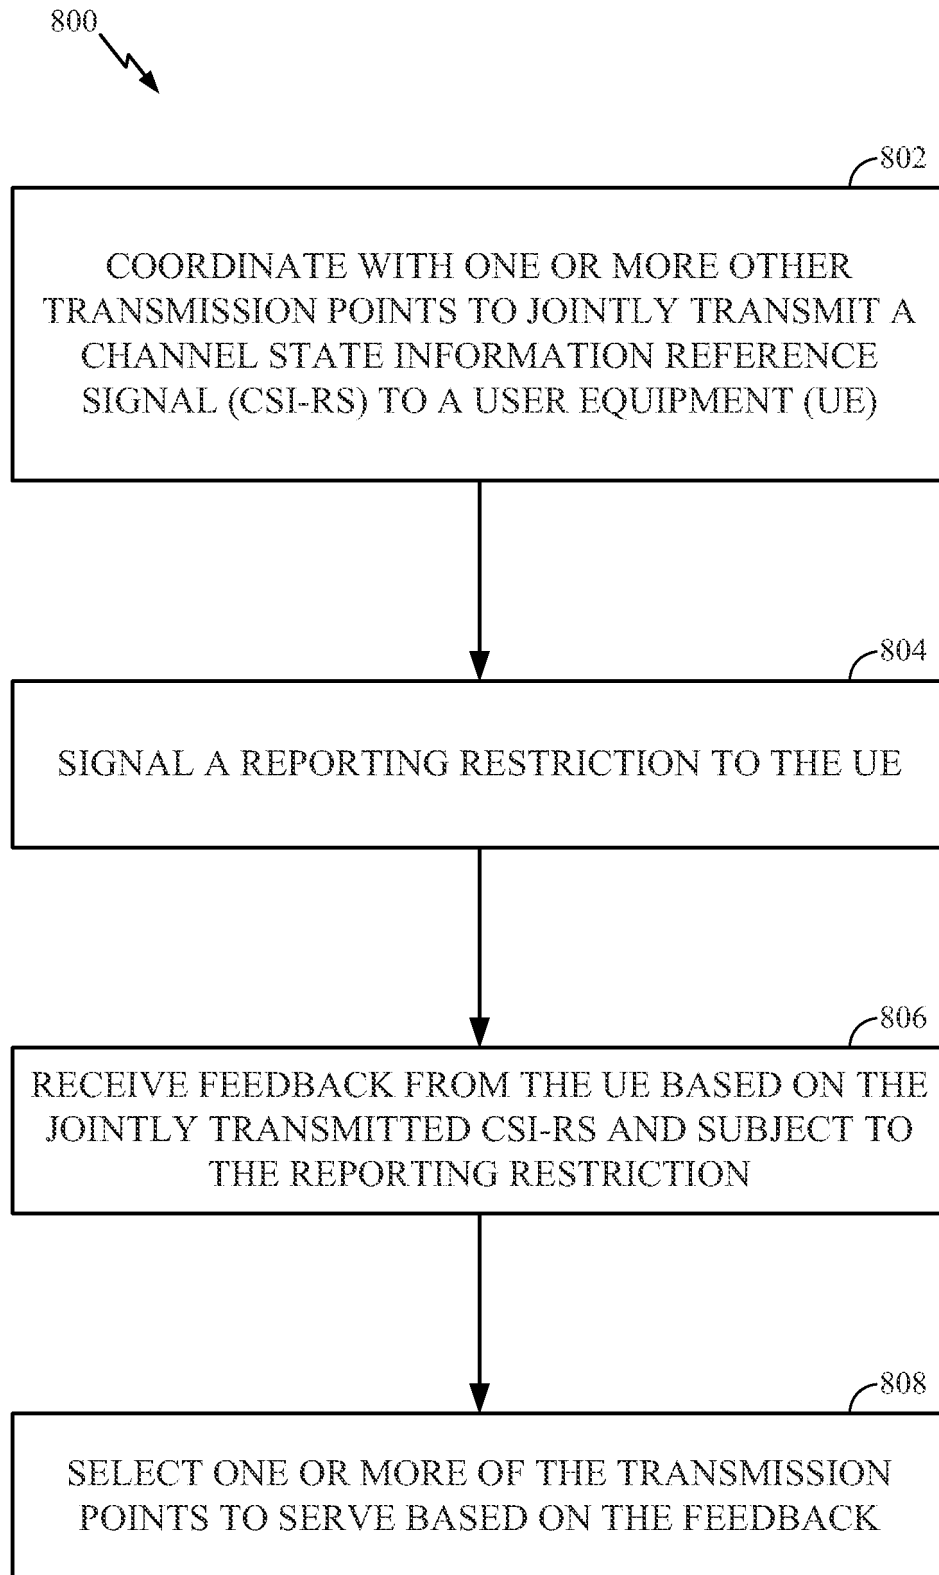 800
802
COORDINATE WITH ONE OR MORE OTHER
TRANSMISSION POINTS TO JOINTLY TRANSMIT A
CHANNEL STATE INFORMATION REFERENCE
SIGNAL (CSI-RS) TO A USER EQUIPMENT (UE)
804
SIGNAL A REPORTING RESTRICTION TO THE UE
806
RECEIVE FEEDBACK FROM THE UE BASED ON THE
JOINTLY TRANSMITTED CSI-RS AND SUBJECT TO
THE REPORTING RESTRICTION
808
SELECT ONE OR MORE OF THE TRANSMISSION
POINTS TO SERVE BASED ON THE FEEDBACK